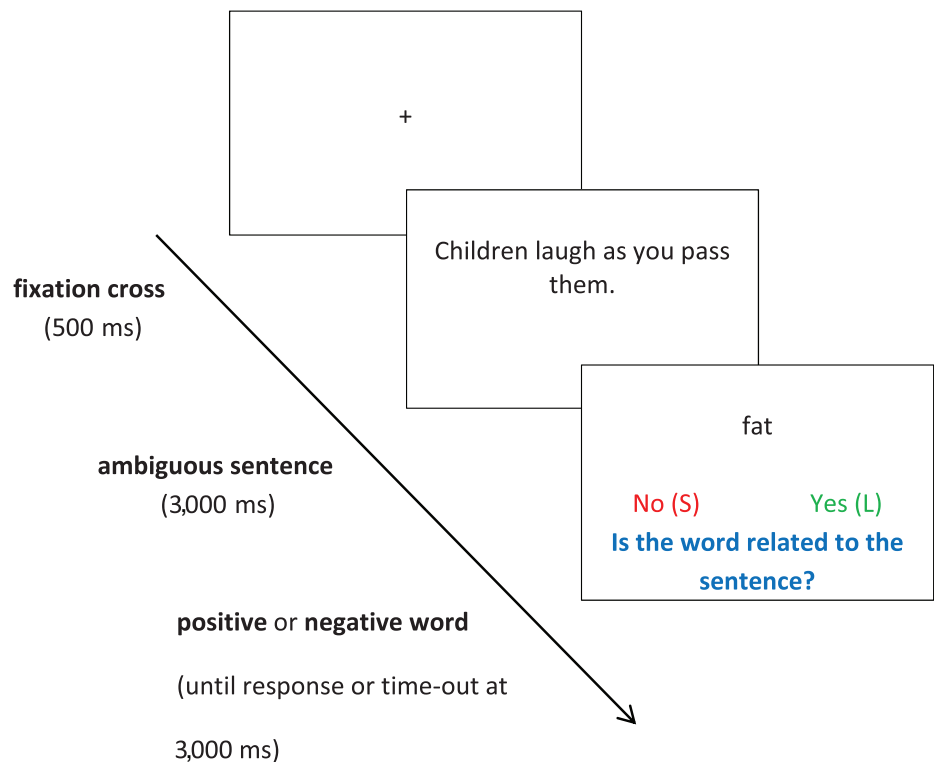 +
Children laugh as you pass
them.
fixation cross
(500 ms)
fat
ambiguous sentence
(3,000 ms)
No (S) Yes (L)
Is the word related to the
sentence?
positive or negative word
(until response or time-out at
3,000 ms)